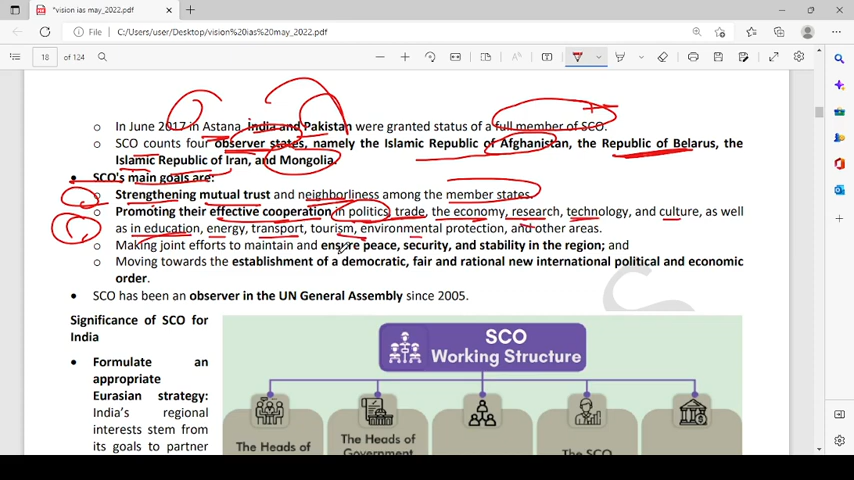 vision ias may_2022.pdf
C:/Users/user/Desktop/vision%20ias%20may_2022.pdf
18 of 124
o In June 2017 in Astana India and Pakistan were granted status of a full member of SCO.
o SCO counts four observer states, namely the Islamic Republic of Afghanistan, the Republic of Belarus, the
Islamic Republic of Iran, and Mongolia.
• SCO's main goals are:
o Strengthening mutual trust and neighborliness among the member states.
o Promoting their effective cooperation in politics, trade, the economy, research, technology, and culture, as well
as in education, energy, transport, tourism, environmental protection, and other areas.
o Making joint efforts to maintain and ensure peace, security, and stability in the region; and
o Moving towards the establishment of a democratic, fair and rational new international political and economic
order.
• SCO has been an observer in the UN General Assembly since 2005.
Significance of SCO for
India
• Formulate an
appropriate
Eurasian strategy:
India's regional
interests stem from
its goals to partner
SCO
Working Structure
The Heads of
The Heads of
Government
The SCO